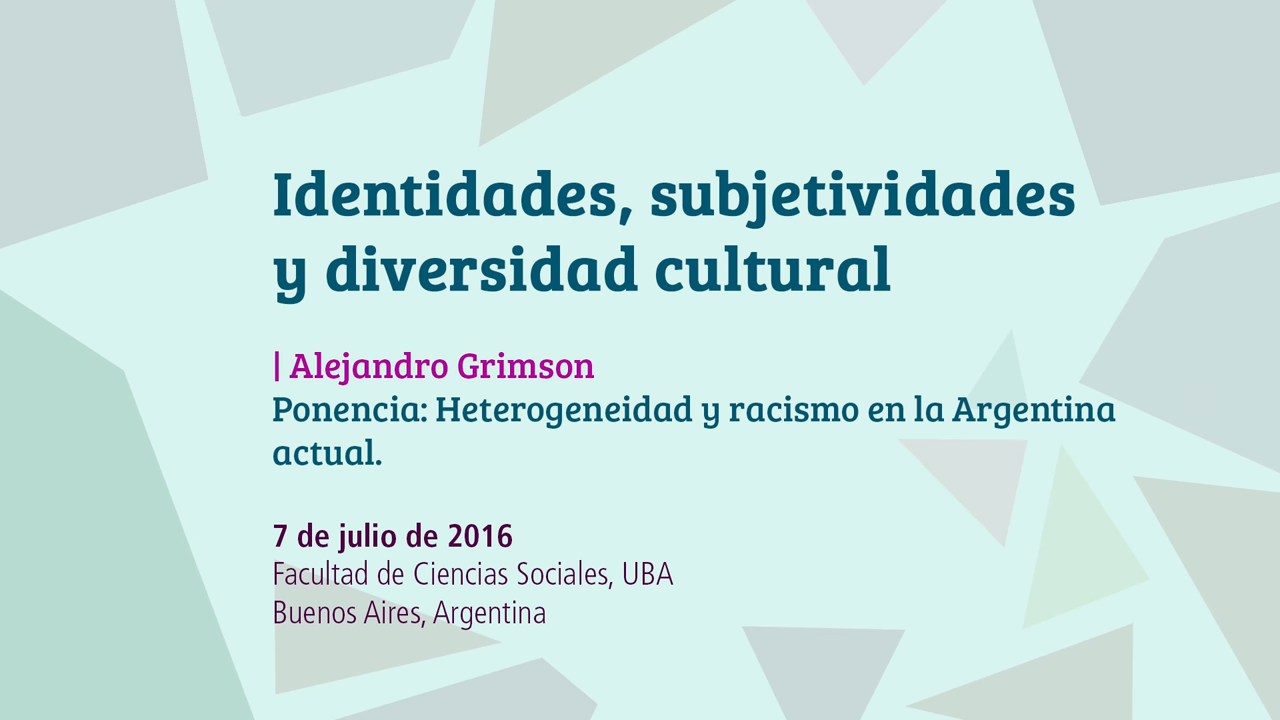 Identidades, subjetividades
y diversidad cultural
| Alejandro Grimson
Ponencia: Heterogeneidad y racismo en la Argentina
actual.
7 de julio de 2016
Facultad de Ciencias Sociales, UBA
Buenos Aires, Argentina